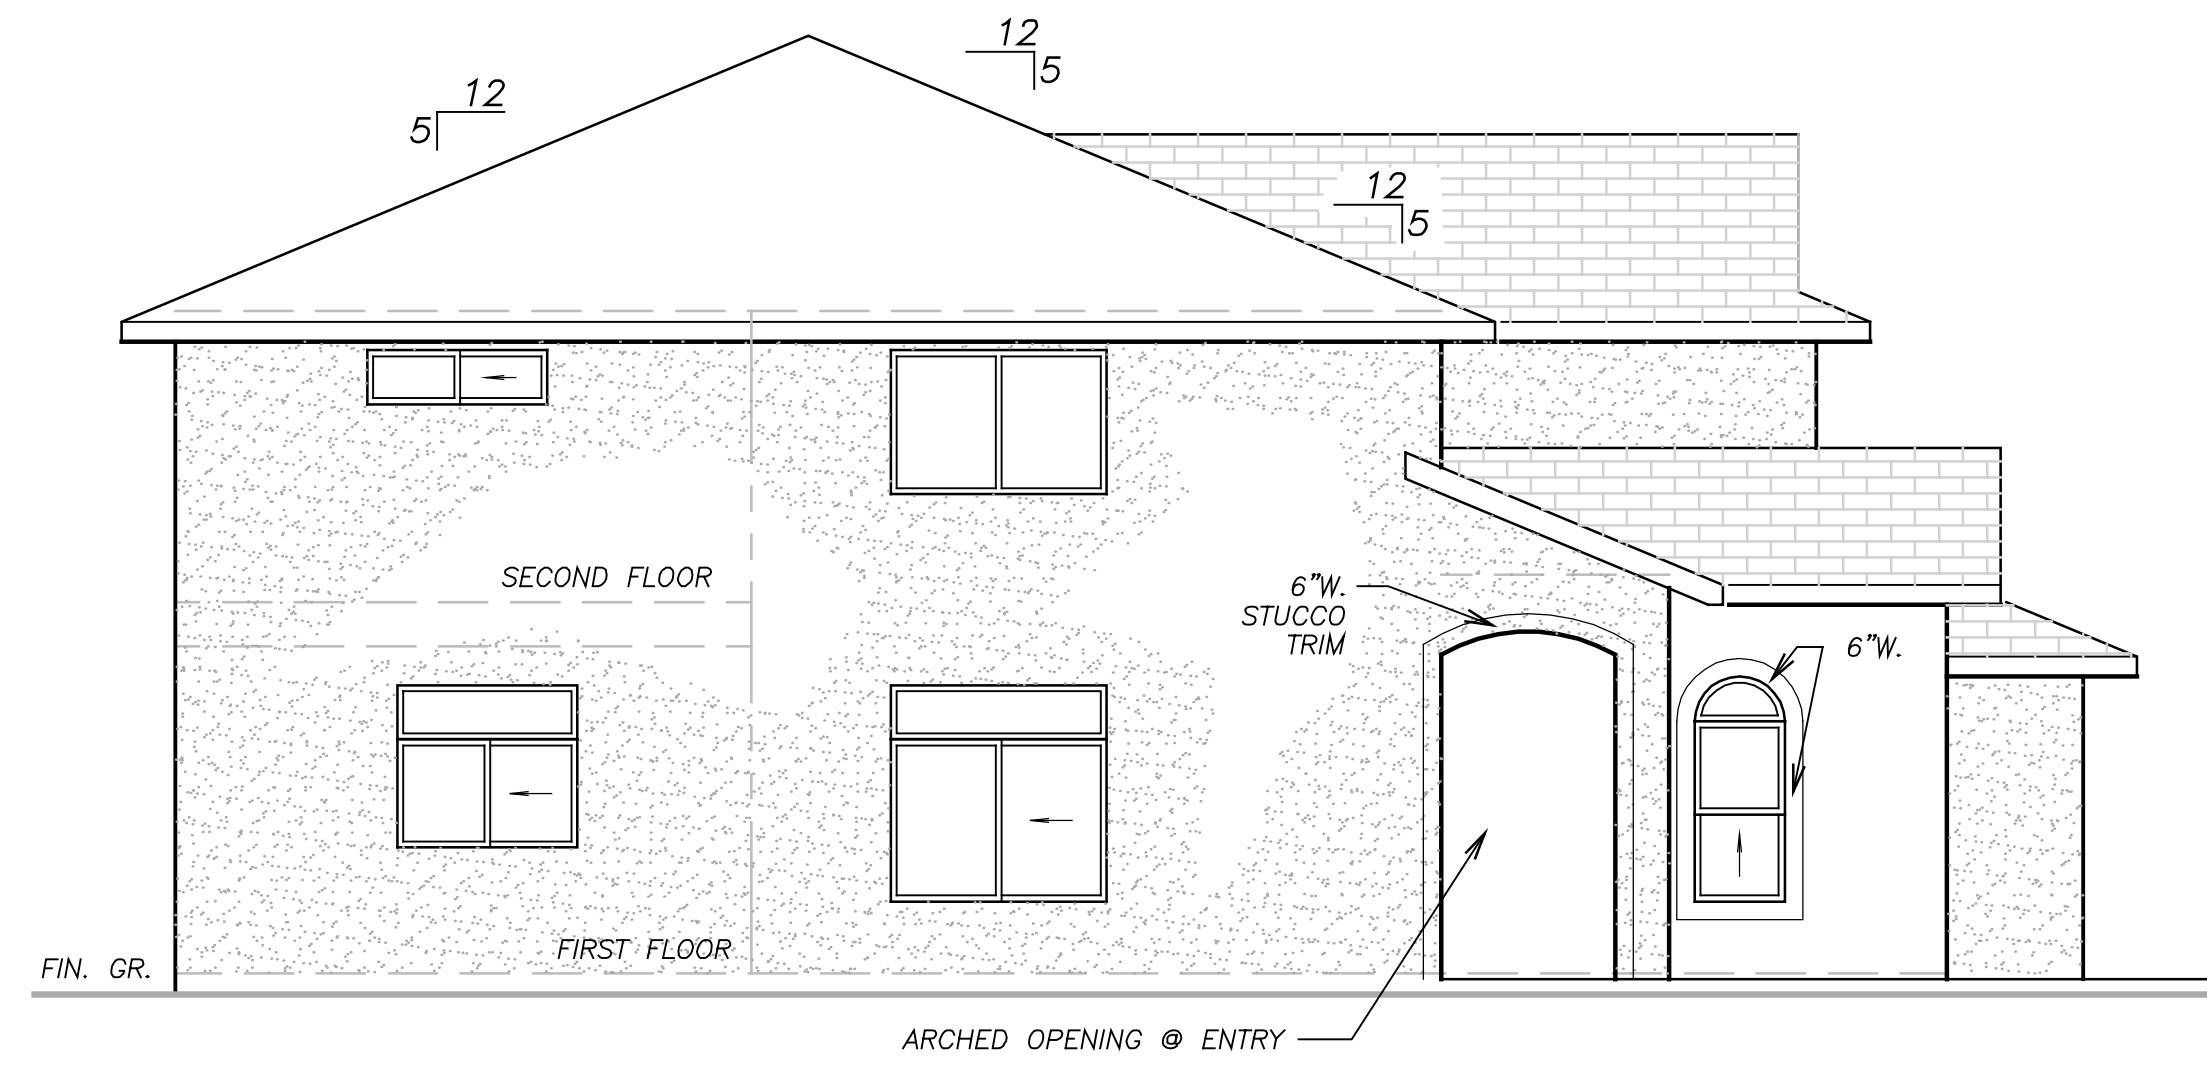 12
5
12
5
12
5
SECOND FLOOR
6"W.
STUCCO
TRIM
6"W.
FIRST FLOOR
FIN. GR.
ARCHED OPENING @ ENTRY